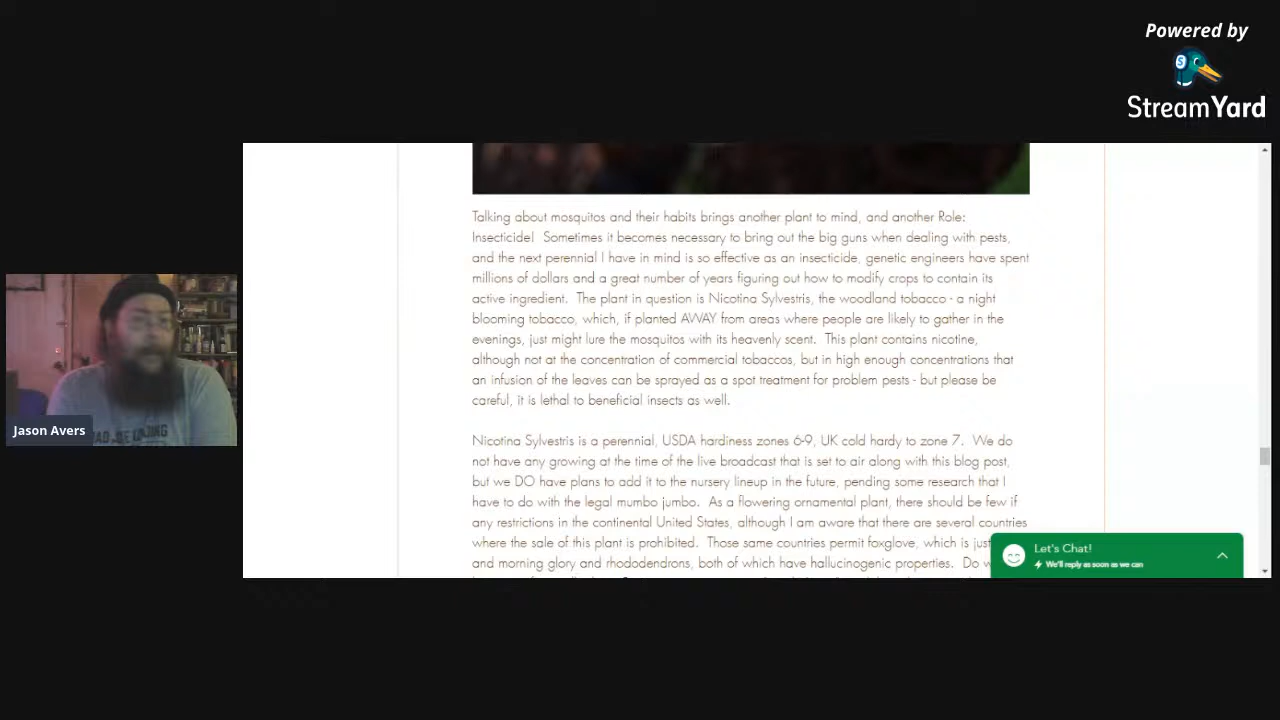 Powered by
StreamYard
Talking about mosquitos and their habits brings another plant to mind, and another Role:
Insecticide!  Sometimes it becomes necessary to bring out the big guns when dealing with pests,
and the next perennial I have in mind is so effective as an insecticide, genetic engineers have spent
millions of dollars and a great number of years figuring out how to modify crops to contain its
active ingredient.  The plant in question is Nicotina Sylvestris, the woodland tobacco - a night
blooming tobacco, which, if planted AWAY from areas where people are likely to gather in the
evenings, just might lure the mosquitos with its heavenly scent.  This plant contains nicotine,
although not at the concentration of commercial tobaccos, but in high enough concentrations that
an infusion of the leaves can be sprayed as a spot treatment for problem pests - but please be
careful, it is lethal to beneficial insects as well.
Nicotina Sylvestris is a perennial, USDA hardiness zones 6-9, UK cold hardy to zone 7.  We do
not have any growing at the time of the live broadcast that is set to air along with this blog post,
but we DO have plans to add it to the nursery lineup in the future, pending some research that I
have to do with the legal mumbo jumbo.  As a flowering ornamental plant, there should be few if
any restrictions in the continental United States, although I am aware that there are several countries
where the sale of this plant is prohibited.  Those same countries permit foxglove, which is just
and morning glory and rhododendrons, both of which have hallucinogenic properties.  Do
Let's Chat!
We'll reply as soon as we can
Jason Avers